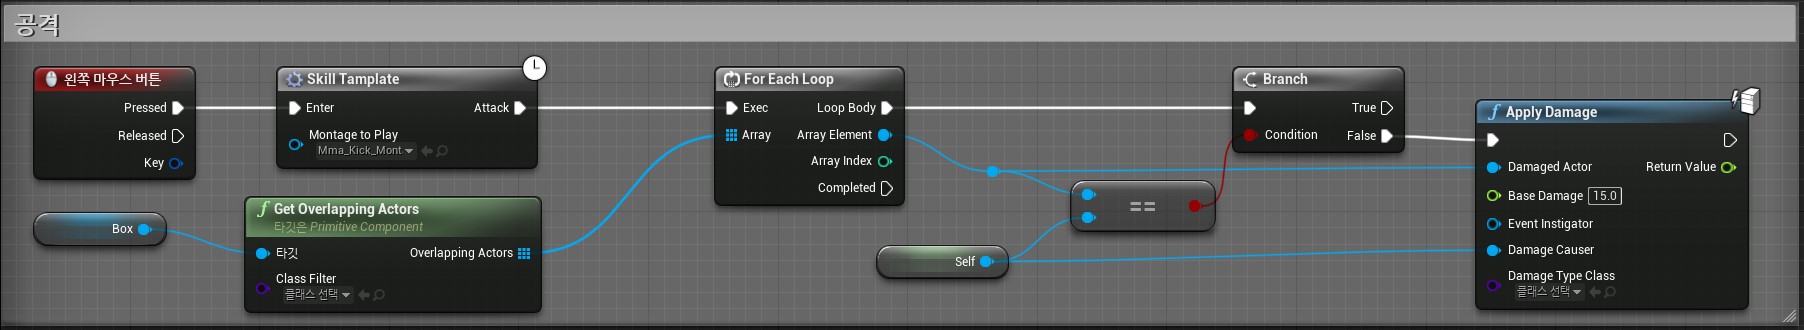 공격
왼쪽 마우스 버튼
Pressed
Released
Key
Skill Tamplate
Enter
Attack
Montage to Play
Mma_Kick_Mont
Box
Get Overlapping Actors
타깃은 Primitive Component
타깃
Overlapping Actors
Class Filter
클래스 선택
For Each Loop
Exec
Loop Body
Array
Array Element
Array Index
Completed
Self
==
Branch
True
Condition
False
Apply Damage
Damaged Actor
Return Value
Base Damage 15.0
Event Instigator
Damage Causer
Damage Type Class
클래스 선택